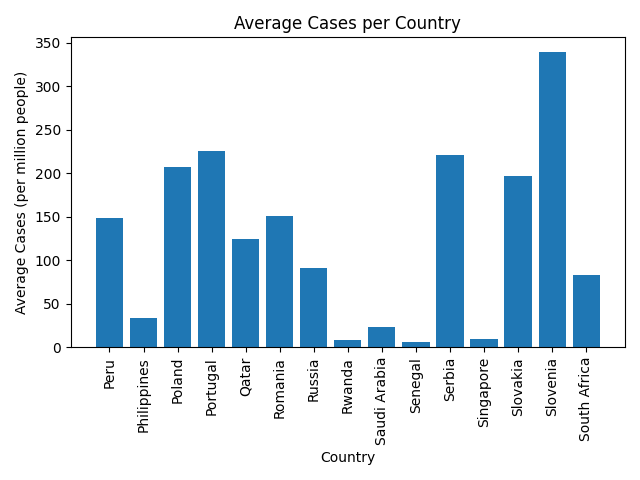 Average Cases per Country
Average Cases (per million people)
350
300
250
200
150
100
50
0
Peru
Philippines
Poland
Portugal
Qatar
Romania
Russia
Rwanda
Saudi Arabia
Senegal
Serbia
Singapore
Slovakia
Slovenia
South Africa
Country